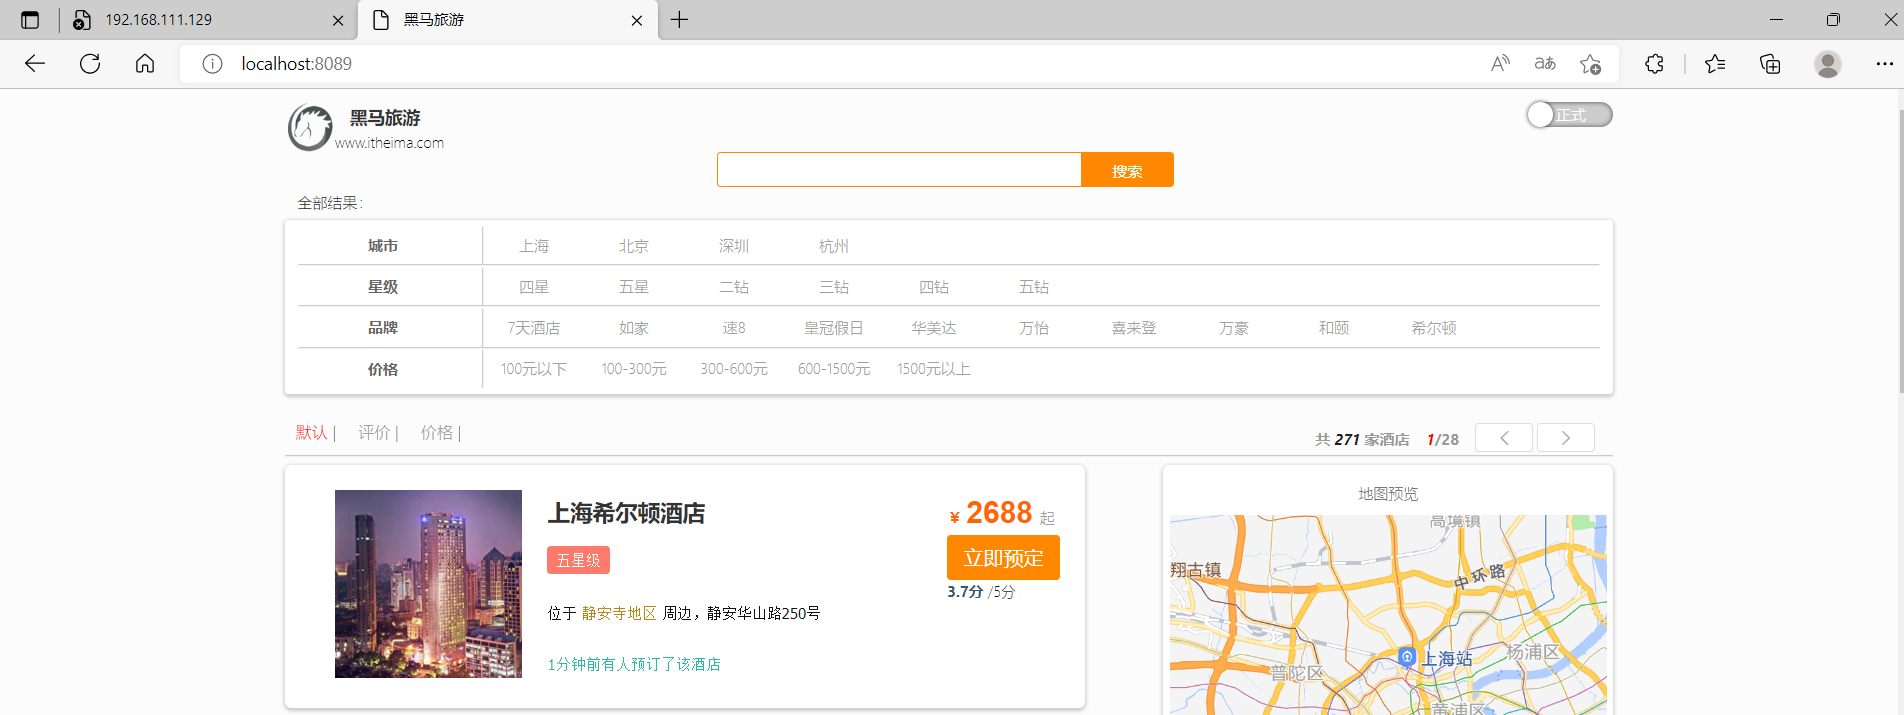 192.168.111.129
黑马旅游
localhost:8089
黑马旅游
www.itheima.com
正式
搜索
全部结果:
城市 上海 北京 深圳 杭州
星级 四星 五星 二钻 三钻 四钻 五钻
品牌 7天酒店 如家 速8 皇冠假日 华美达 万怡 喜来登 万豪 和颐 希尔顿
价格 100元以下 100-300元 300-600元 600-1500元 1500元以上
默认 | 评价 | 价格 |
共 271 家酒店 1/28
上海希尔顿酒店
¥ 2688 起
五星级
立即预定
3.7分 /5分
位于 静安寺地区 周边，静安华山路250号
1分钟前有人预订了该酒店
地图预览
高境镇
翔古镇
中环路
上海站
杨浦区
普陀区
黄浦区